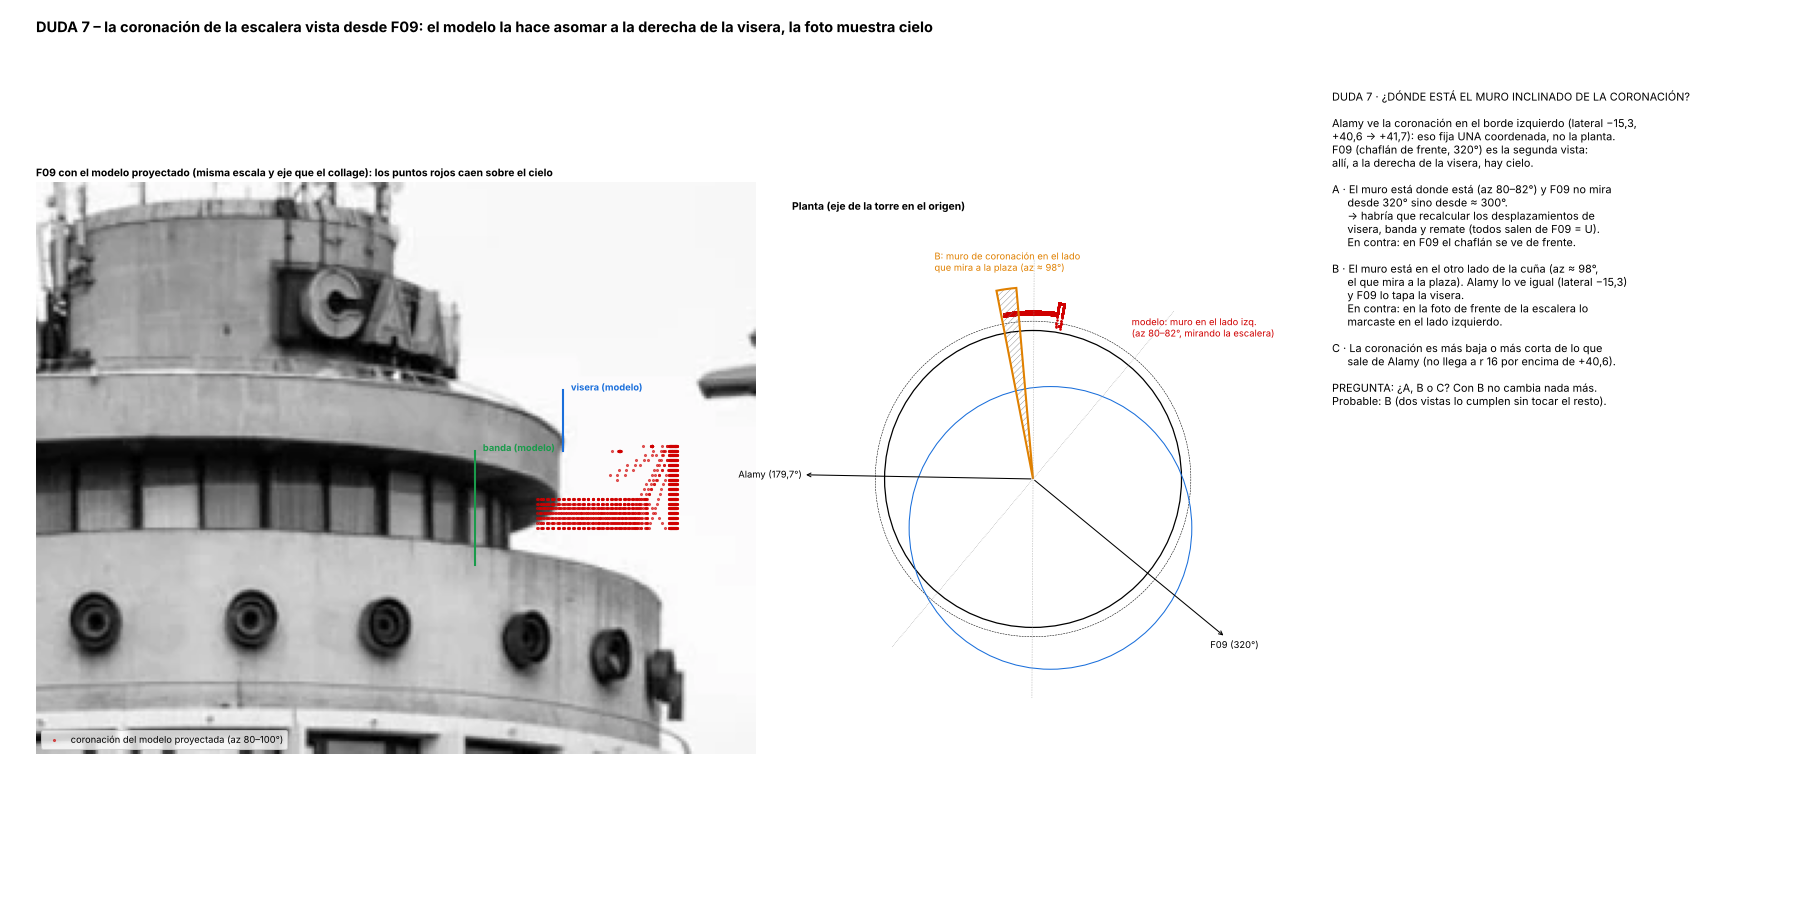 DUDA 7 – la coronación de la escalera vista desde F09: el modelo la hace asomar a la derecha de la visera, la foto muestra cielo
F09 con el modelo proyectado (misma escala y eje que el collage): los puntos rojos caen sobre el cielo
CAN
visera (modelo)
banda (modelo)
coronación del modelo proyectada (az 80–100°)
Planta (eje de la torre en el origen)
B: muro de coronación en el lado
que mira a la plaza (az ≈ 98°)
modelo: muro en el lado izq.
(az 80–82°, mirando la escalera)
Alamy (179,7°)
F09 (320°)
DUDA 7 · ¿DÓNDE ESTÁ EL MURO INCLINADO DE LA CORONACIÓN?
Alamy ve la coronación en el borde izquierdo (lateral −15,3,
+40,6 → +41,7): eso fija UNA coordenada, no la planta.
F09 (chaflán de frente, 320°) es la segunda vista:
allí, a la derecha de la visera, hay cielo.
A · El muro está donde está (az 80–82°) y F09 no mira
desde 320° sino desde ≈ 300°.
→ habría que recalcular los desplazamientos de
visera, banda y remate (todos salen de F09 = U).
En contra: en F09 el chaflán se ve de frente.
B · El muro está en el otro lado de la cuña (az ≈ 98°,
el que mira a la plaza). Alamy lo ve igual (lateral −15,3)
y F09 lo tapa la visera.
En contra: en la foto de frente de la escalera lo
marcaste en el lado izquierdo.
C · La coronación es más baja o más corta de lo que
sale de Alamy (no llega a r 16 por encima de +40,6).
PREGUNTA: ¿A, B o C? Con B no cambia nada más.
Probable: B (dos vistas lo cumplen sin tocar el resto).